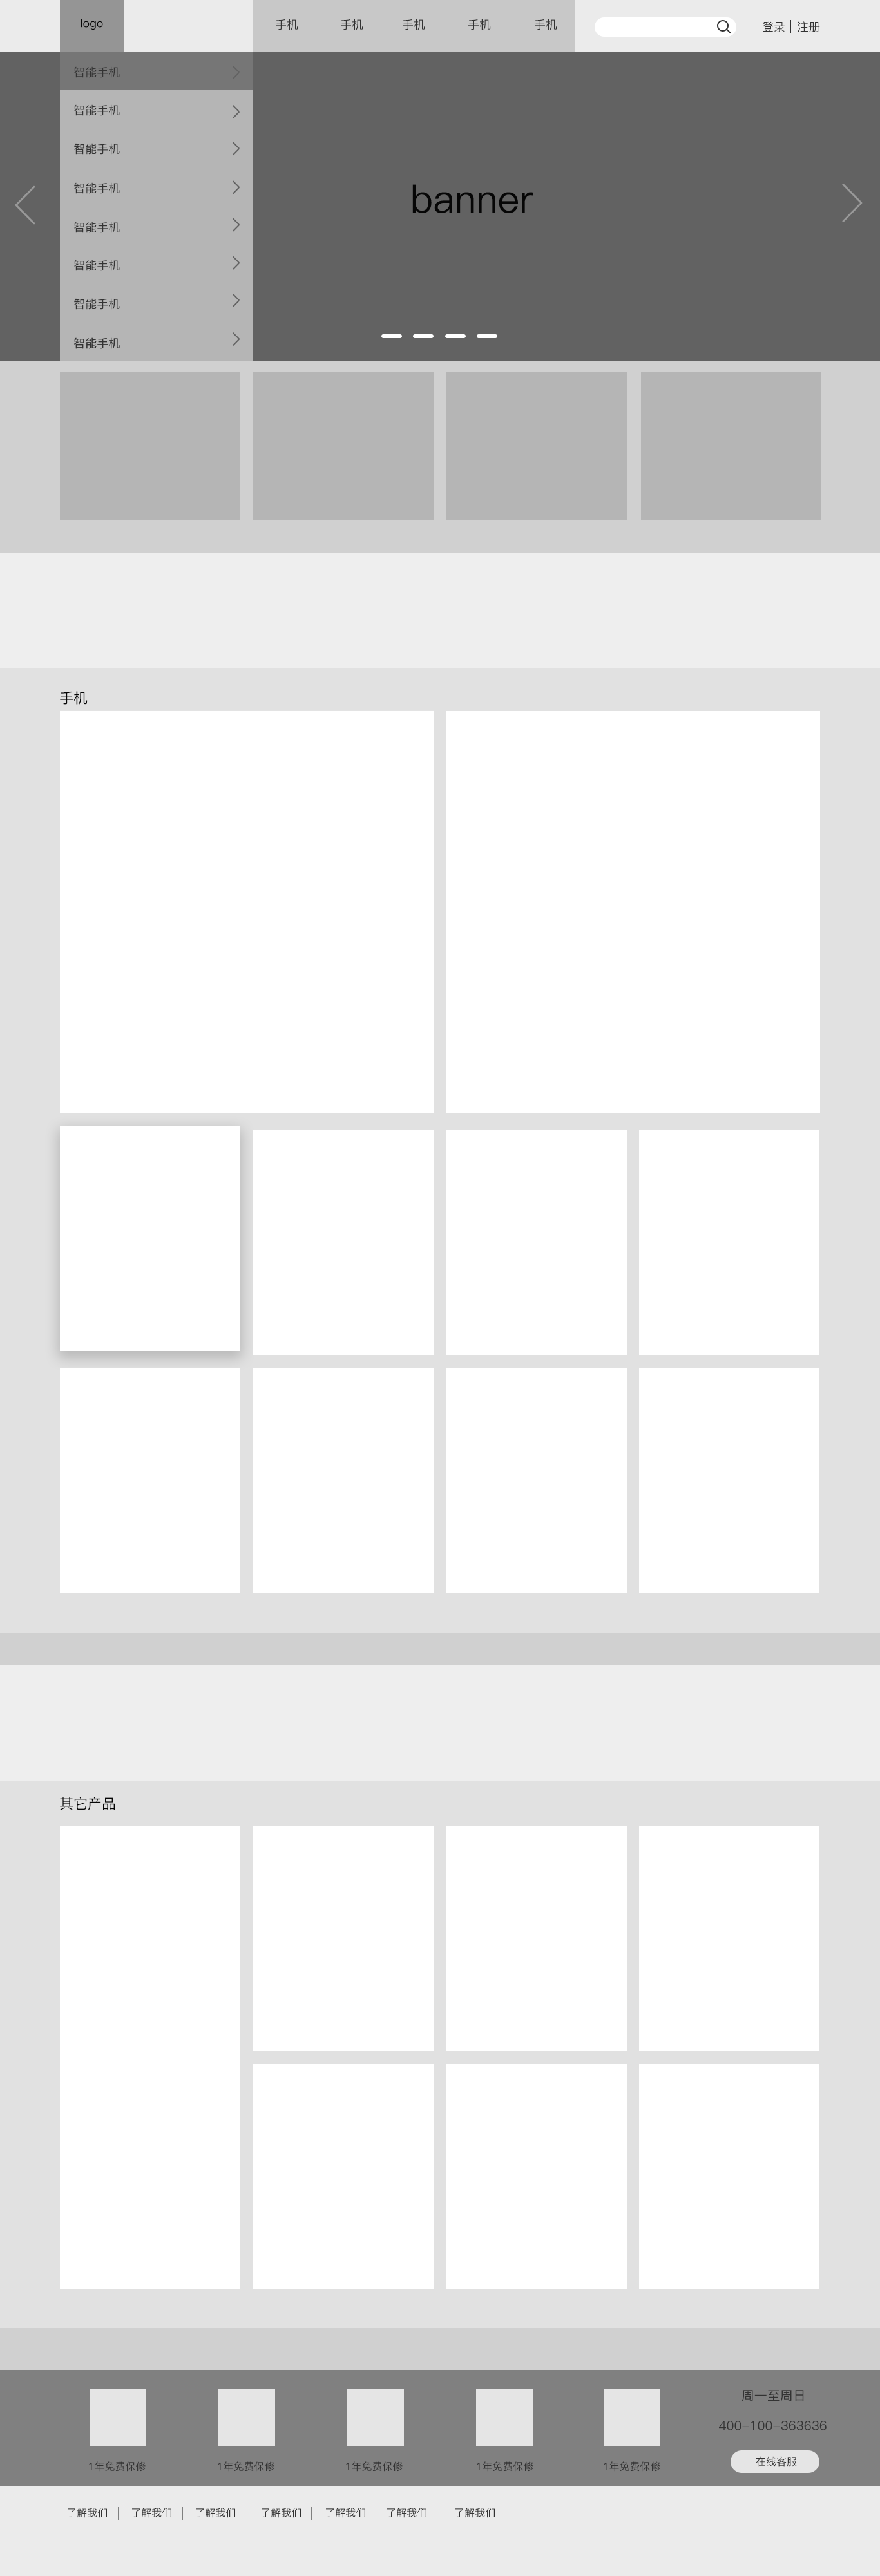 logo 手机 手机 手机 手机 手机 登录 | 注册
智能手机
智能手机
智能手机
智能手机
智能手机
智能手机
智能手机
智能手机
banner
手机
其它产品
1年免费保修 1年免费保修 1年免费保修 1年免费保修 1年免费保修
周一至周日
400-100-363636
在线客服
了解我们 | 了解我们 | 了解我们 | 了解我们 | 了解我们 | 了解我们 | 了解我们